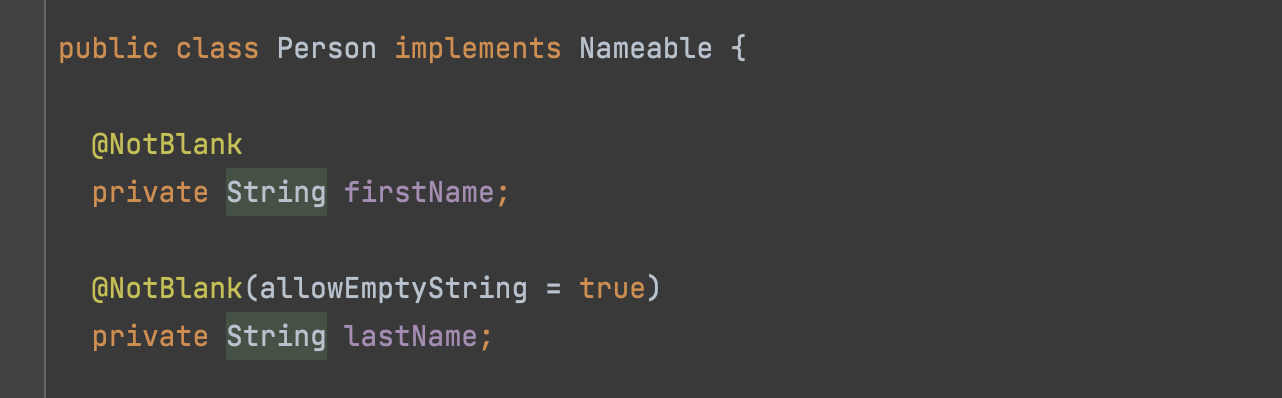 public class Person implements Nameable {
@NotBlank
private String firstName;
@NotBlank(allowEmptyString = true)
private String lastName;